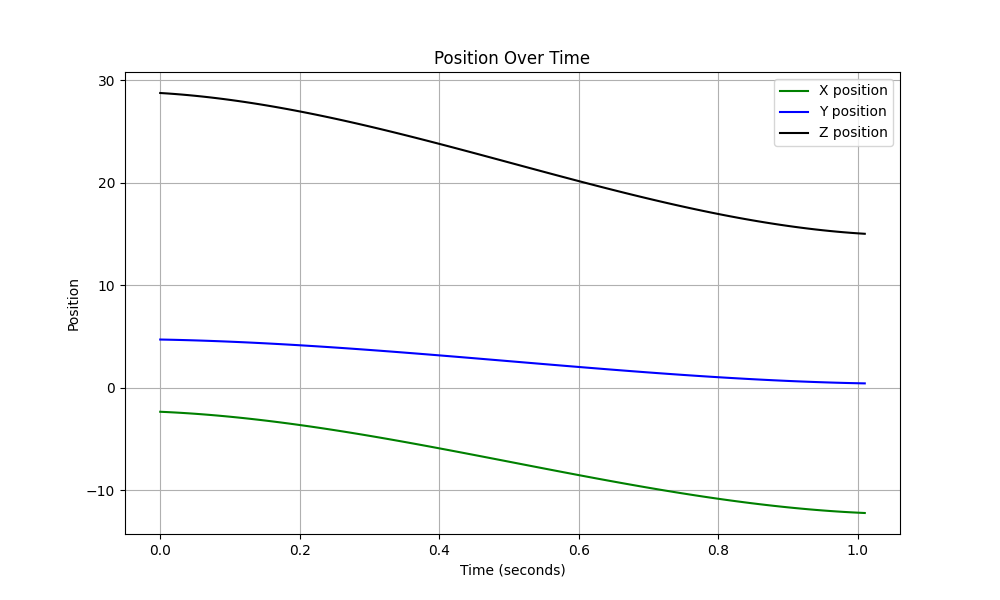 Position Over Time
X position
Y position
Z position
30
20
10
0
−10
Position
0.0 0.2 0.4 0.6 0.8 1.0
Time (seconds)